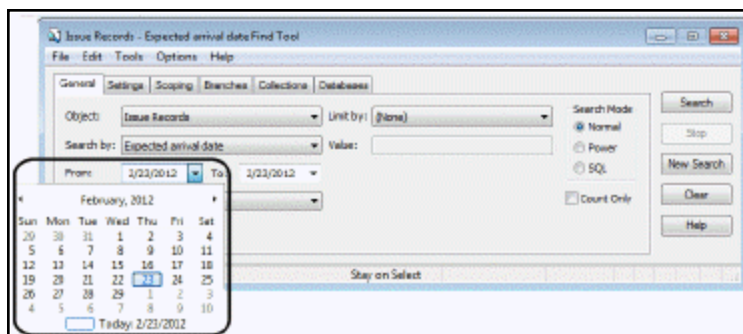 Issue Records - Expected arrival date Find Tool
File Edit Tools Options Help
General Settings Scoping Branches Collections Databases
Object: Issue Records Limit by: (None)
Search by: Expected arrival date Value:
From: 2/23/2012 To: 2/23/2012
Search Mode
Normal
Power
SQL
Count Only
Search
Stop
New Search
Clear
Help
February, 2012
Sun Mon Tue Wed Thu Fri Sat
29 30 31 1 2 3 4
5 6 7 8 9 10 11
12 13 14 15 16 17 18
19 20 21 22 23 24 25
26 27 28 29 1 2 3
4 5 6 7 8 9 10
Today: 2/23/2012
Stay on Select